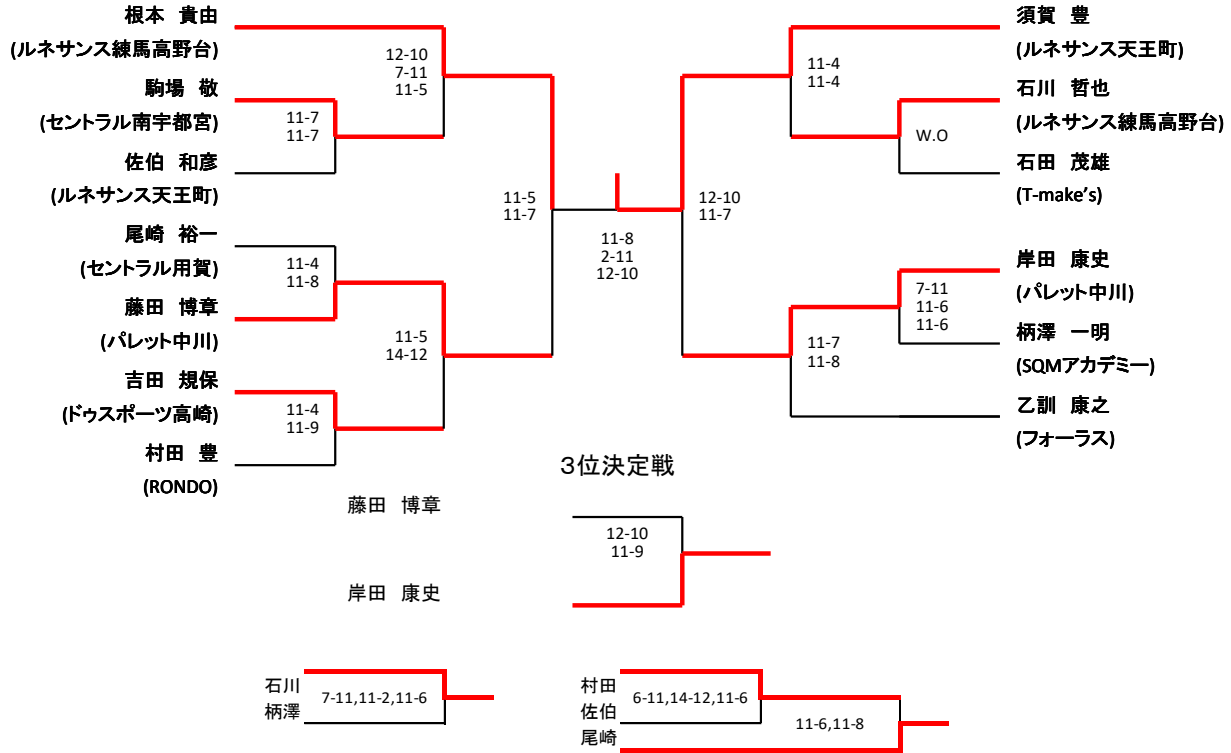 根本 貴由
(ルネサンス練馬高野台)
駒場 敬
(セントラル南宇都宮)
佐伯 和彦
(ルネサンス天王町)
尾崎 裕一
(セントラル用賀)
藤田 博章
(パレット中川)
吉田 規保
(ドゥスポーツ高崎)
村田 豊
(RONDO)
12-10
7-11
11-5
11-7
11-7
11-4
11-8
11-4
11-9
11-5
14-12
11-5
11-7
11-8
2-11
12-10
12-10
11-7
11-4
11-4
W.O
7-11
11-6
11-6
11-7
11-8
須賀 豊
(ルネサンス天王町)
石川 哲也
(ルネサンス練馬高野台)
石田 茂雄
(T-make's)
岸田 康史
(パレット中川)
柄澤 一明
(SQMアカデミー)
乙訓 康之
(フォーラス)
3位決定戦
藤田 博章
12-10
11-9
岸田 康史
石川
柄澤
7-11,11-2,11-6
村田
佐伯
尾崎
6-11,14-12,11-6
11-6,11-8